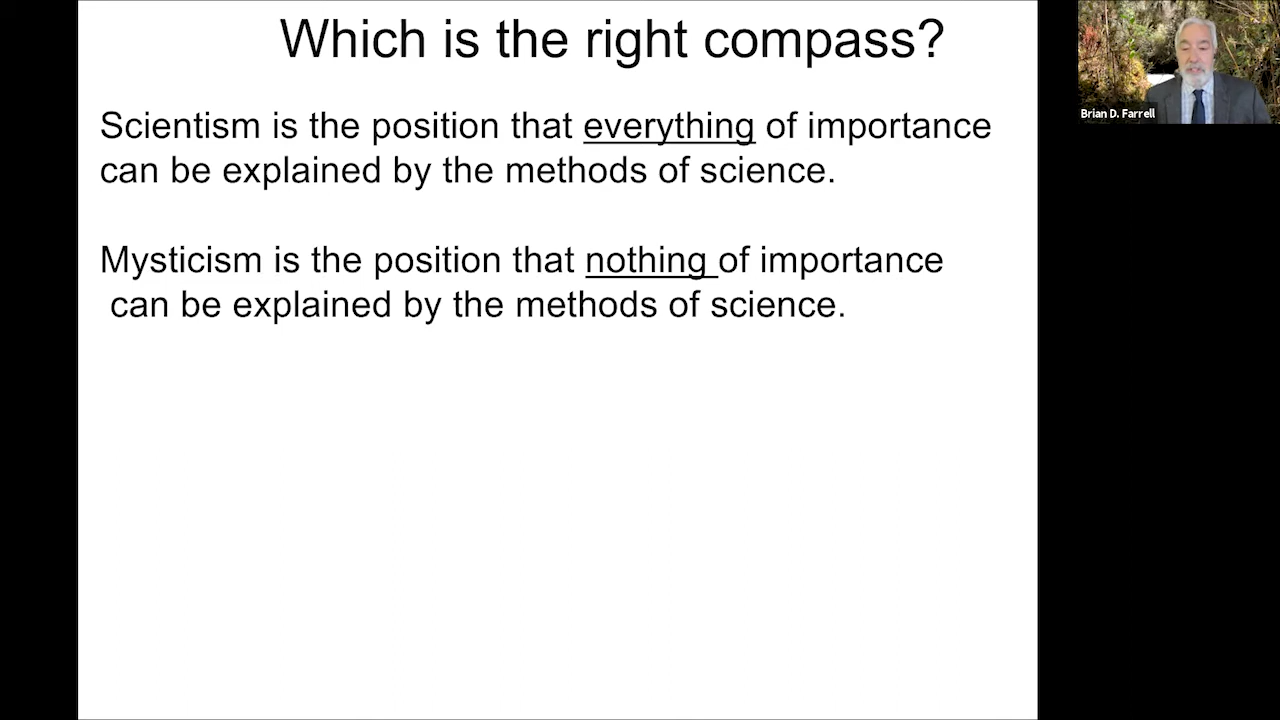 Which is the right compass?
Scientism is the position that everything of importance
can be explained by the methods of science.
Mysticism is the position that nothing of importance
can be explained by the methods of science.
Brian D. Farrell